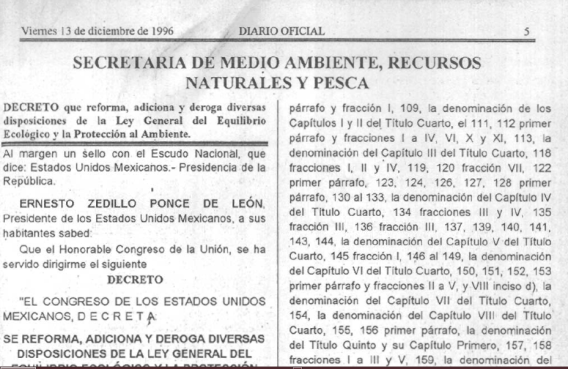 Viernes 13 de diciembre de 1996 DIARIO OFICIAL 5
SECRETARIA DE MEDIO AMBIENTE, RECURSOS
NATURALES Y PESCA
DECRETO que reforma, adiciona y deroga diversas
disposiciones de la Ley General del Equilibrio
Ecológico y la Protección al Ambiente.
Al margen un sello con el Escudo Nacional, que
dice: Estados Unidos Mexicanos.- Presidencia de la
República.
ERNESTO ZEDILLO PONCE DE LEÓN,
Presidente de los Estados Unidos Mexicanos, a sus
habitantes sabed:
Que el Honorable Congreso de la Unión, se ha
servido dirigirme el siguiente
DECRETO
"EL CONGRESO DE LOS ESTADOS UNIDOS
MEXICANOS, D E C R E T A:
SE REFORMA, ADICIONA Y DEROGA DIVERSAS
DISPOSICIONES DE LA LEY GENERAL DEL
EQUILIBRIO ECOLÓGICO Y LA PROTECCIÓN
párrafo y fracción I, 109, la denominación de los
Capítulos I y II del Título Cuarto, el 111, 112 primer
párrafo y fracciones I a IV, VI, X y XI, 113, la
denominación del Capítulo III del Título Cuarto, 118
fracciones I, II y IV, 119, 120 fracción VII, 122
primer párrafo, 123, 124, 126, 127, 128 primer
párrafo, 130 al 133, la denominación del Capítulo IV
del Título Cuarto, 134 fracciones III y IV, 135
fracción III, 136 fracción III, 137, 139, 140, 141,
143, 144, la denominación del Capítulo V del Título
Cuarto, 145 fracción I, 146 al 149, la denominación
del Capítulo VI del Título Cuarto, 150, 151, 152, 153
primer párrafo y fracciones II a V, y VIII inciso d), la
denominación del Capítulo VII del Título Cuarto,
154, la denominación del Capítulo VIII del Título
Cuarto, 155, 156 primer párrafo, la denominación del
Título Quinto y su Capítulo Primero, 157, 158
fracciones I a III y V, 159, la denominación del